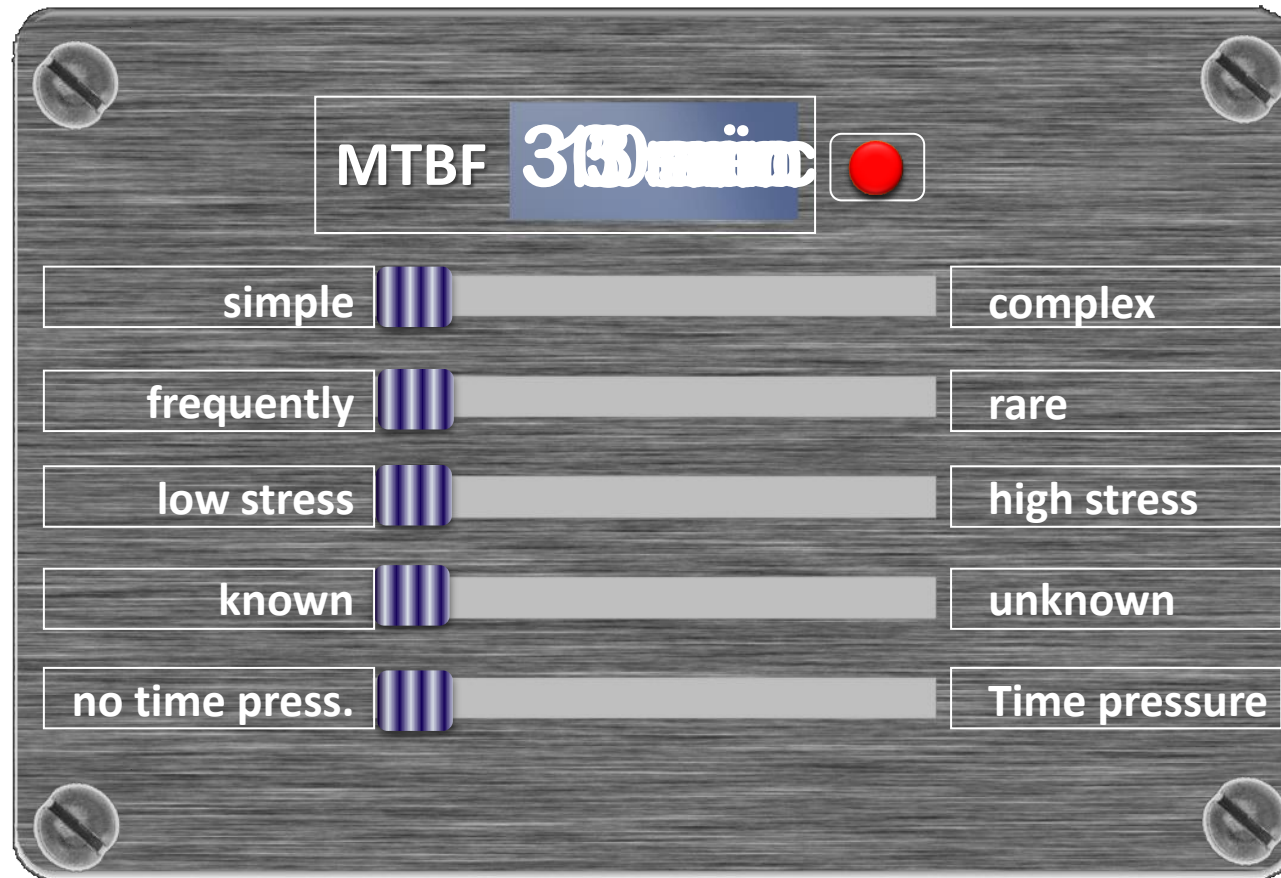 MTBF
simple complex
frequently rare
low stress high stress
known unknown
no time press. Time pressure